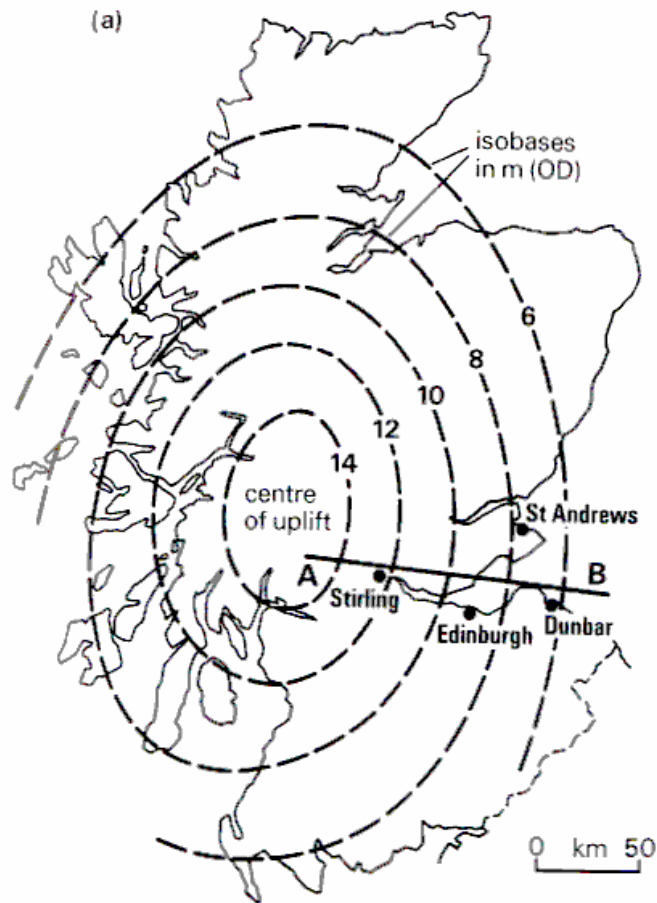 (a)
isobases
in m (OD)
6
8
10
12
14
centre
of uplift
St Andrews
A
B
Stirling
Edinburgh
Dunbar
0 km 50